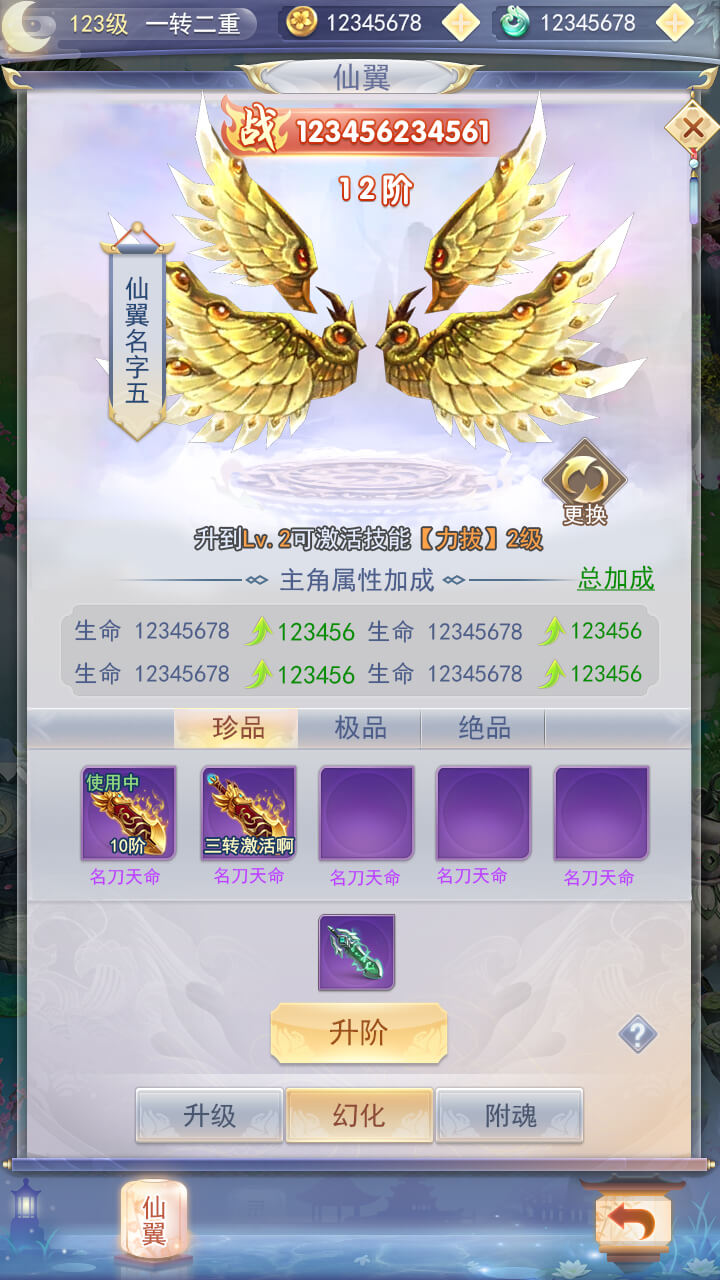 123级 一转二重 12345678 12345678
仙翼
战 123456234561
12阶
仙翼名字五
更换
升到Lv.2可激活技能【力拔】2级
主角属性加成 总加成
生命 12345678 123456 生命 12345678 123456
生命 12345678 123456 生命 12345678 123456
珍品 极品 绝品
使用中
10阶 三转激活啊
名刀天命 名刀天命 名刀天命 名刀天命 名刀天命
升阶
?
升级 幻化 附魂
仙翼